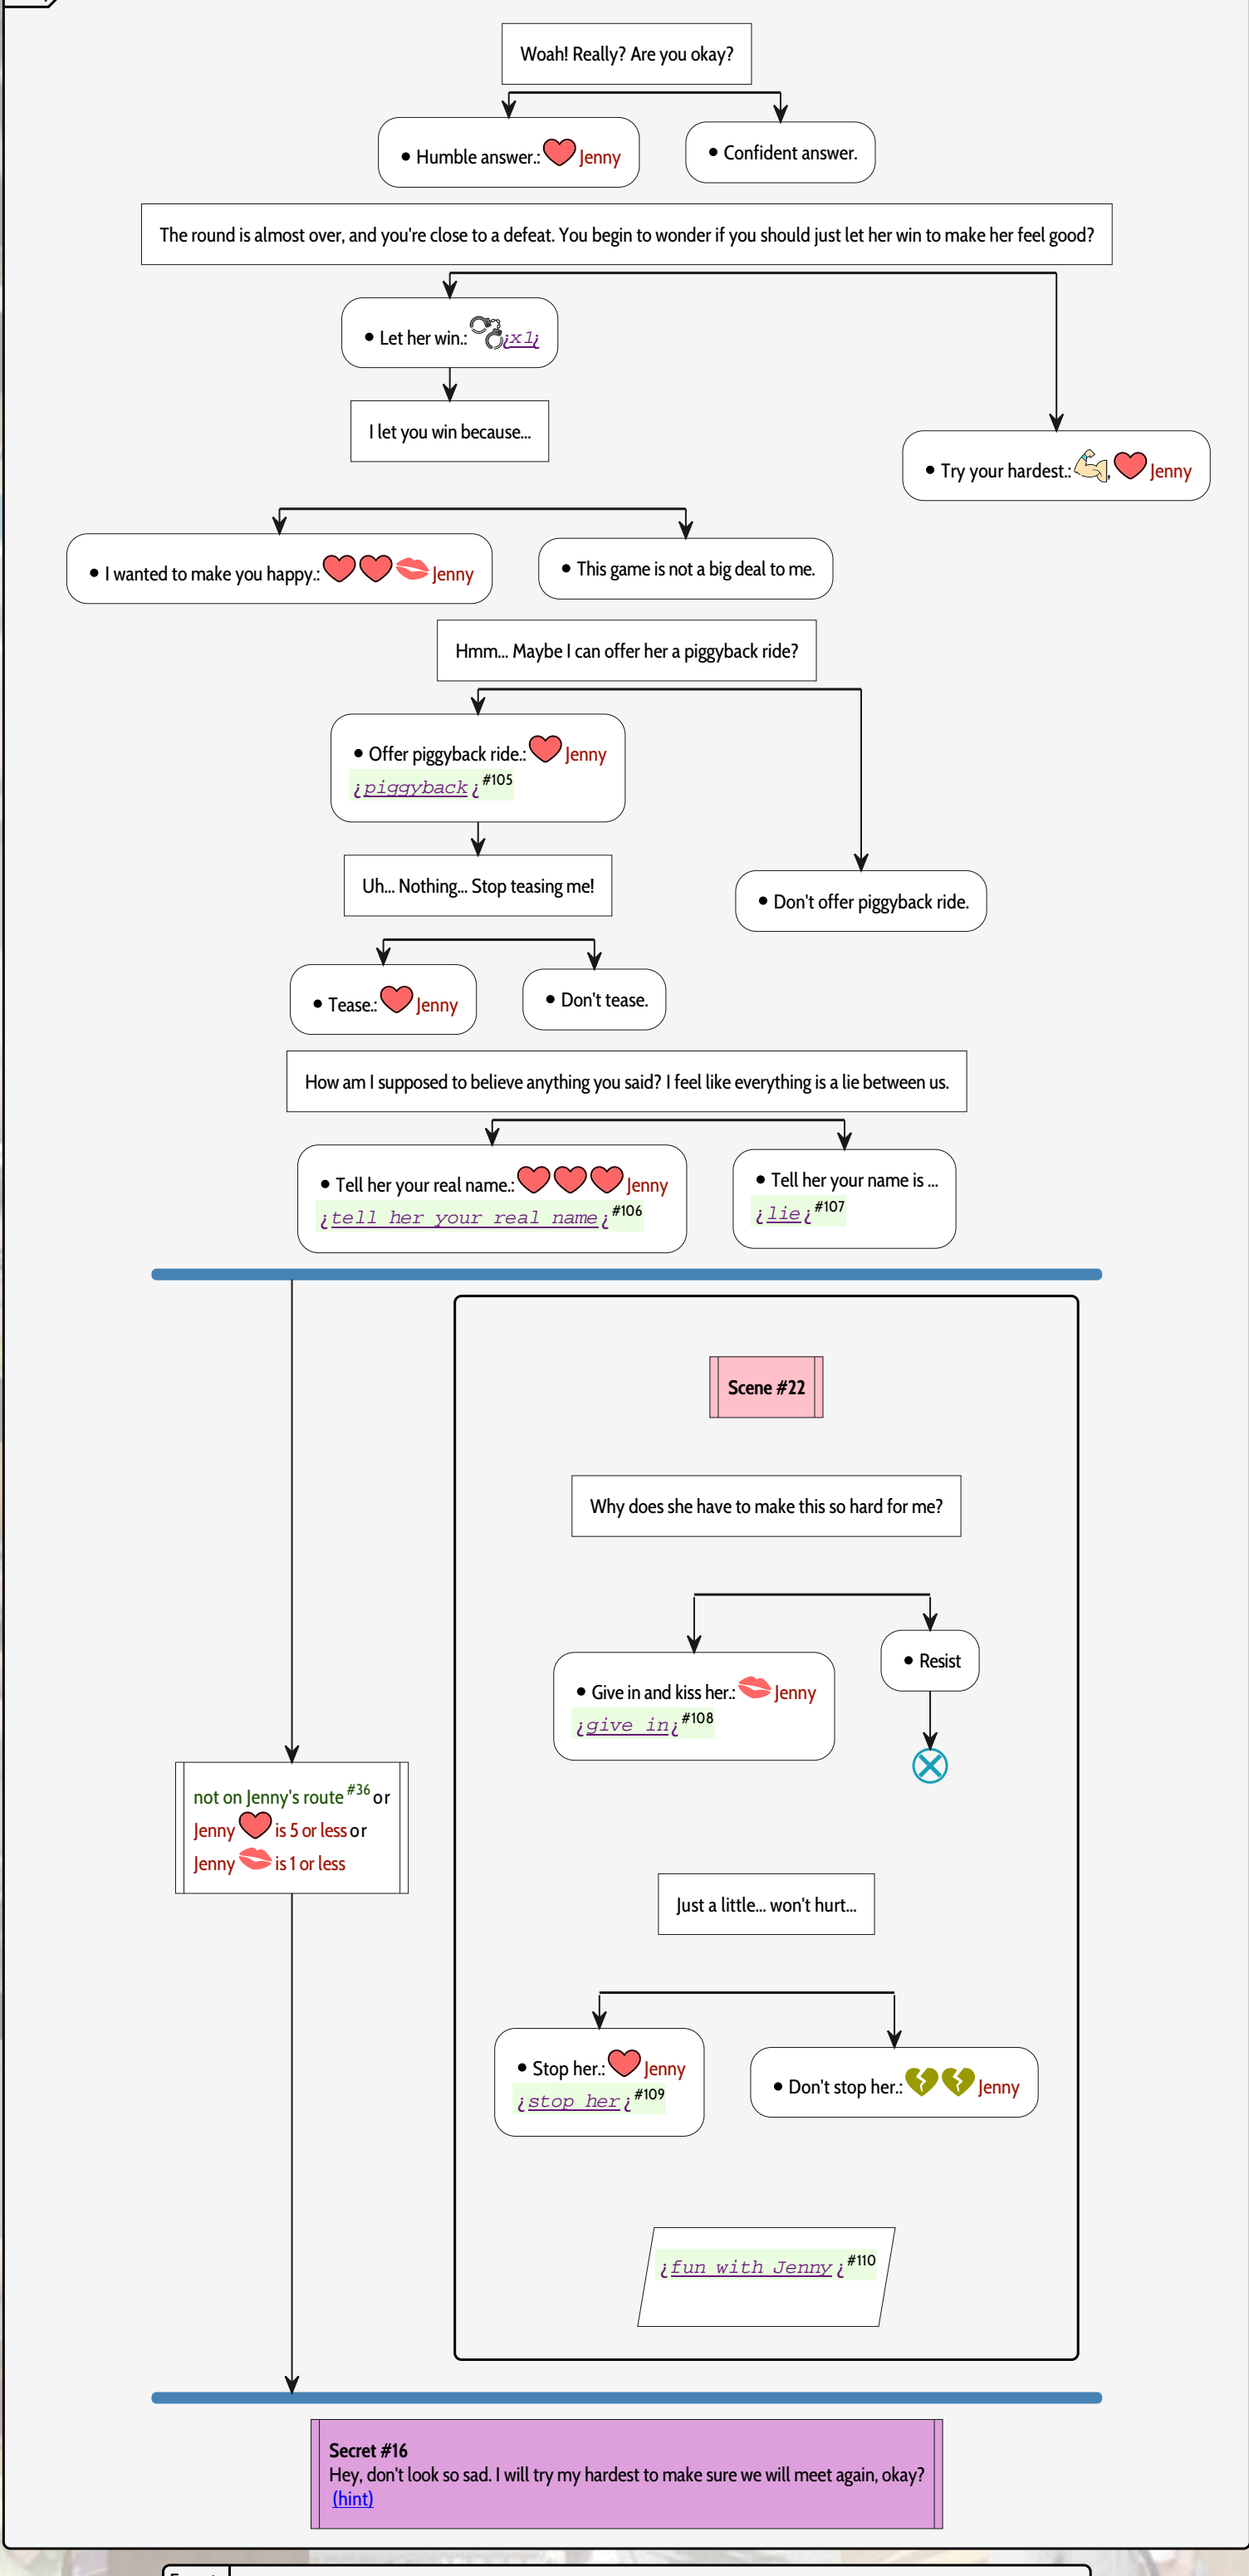 Woah! Really? Are you okay?
• Humble answer.: Jenny
• Confident answer.
The round is almost over, and you're close to a defeat. You begin to wonder if you should just let her win to make her feel good?
• Let her win.: ¿x1¿
I let you win because...
• Try your hardest.: , Jenny
• I wanted to make you happy.: Jenny
• This game is not a big deal to me.
Hmm... Maybe I can offer her a piggyback ride?
• Offer piggyback ride.: Jenny
¿piggyback¿ #105
Uh... Nothing... Stop teasing me!
• Don't offer piggyback ride.
• Tease.: Jenny
• Don't tease.
How am I supposed to believe anything you said? I feel like everything is a lie between us.
• Tell her your real name.: Jenny
¿tell her your real name¿ #106
• Tell her your name is ...
¿lie¿ #107
Scene #22
Why does she have to make this so hard for me?
• Give in and kiss her.: Jenny
¿give in¿ #108
• Resist
not on Jenny's route #36 or
Jenny is 5 or less or
Jenny is 1 or less
Just a little... won't hurt...
• Stop her.: Jenny
¿stop her¿ #109
• Don't stop her.: Jenny
¿fun with Jenny¿ #110
Secret #16
Hey, don't look so sad. I will try my hardest to make sure we will meet again, okay?
(hint)